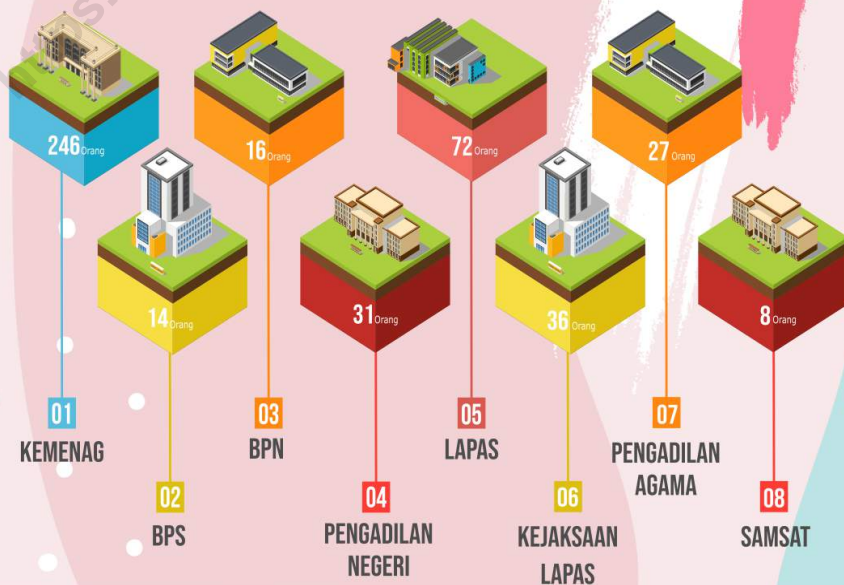 246 Orang
16 Orang
72 Orang
27 Orang
14 Orang
31 Orang
36 Orang
8 Orang
01
KEMENAG
03
BPN
05
LAPAS
07
PENGADILAN
AGAMA
02
BPS
04
PENGADILAN
NEGERI
06
KEJAKSAAN
LAPAS
08
SAMSAT